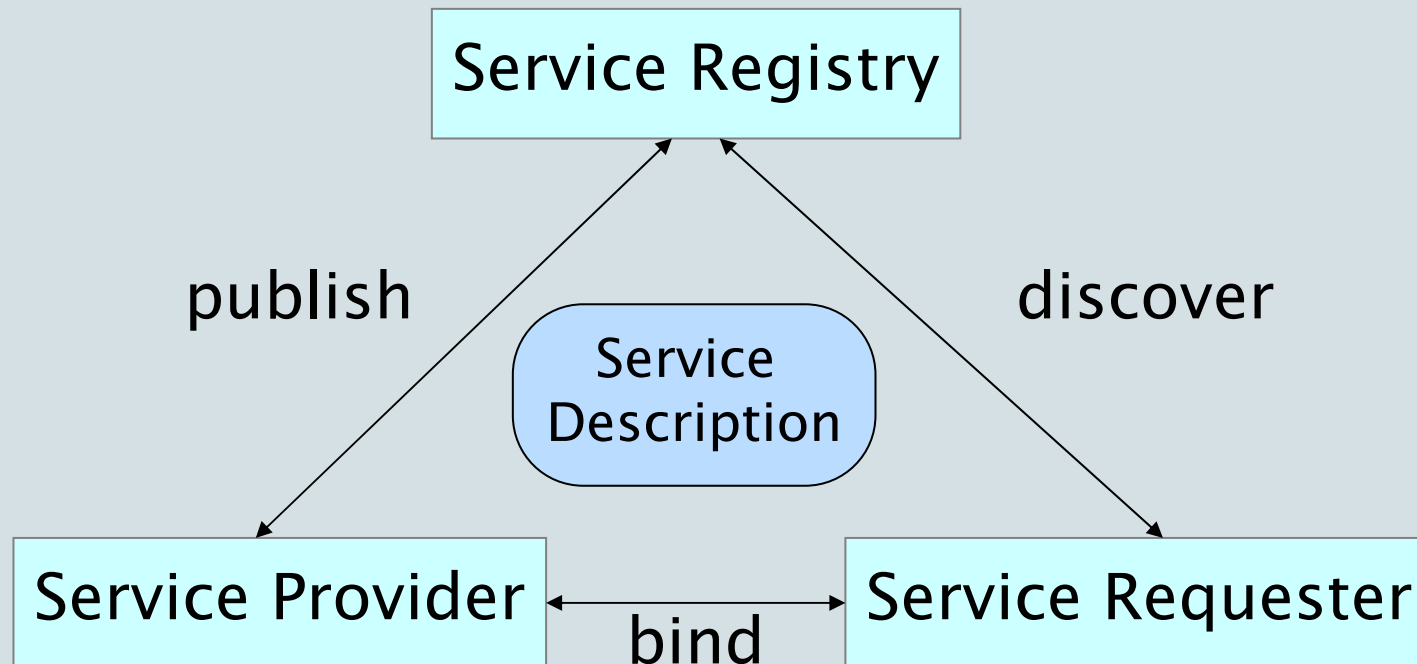 Service Registry
publish
discover
Service
Description
Service Provider
Service Requester
bind